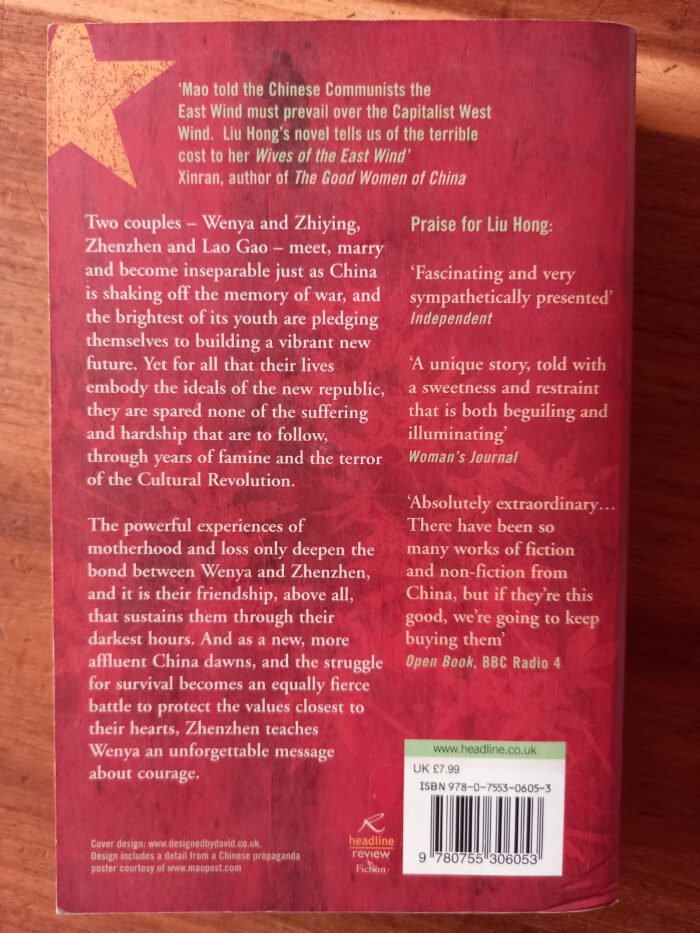 ‘Mao told the Chinese Communists the
East Wind must prevail over the Capitalist West
Wind. Liu Hong's novel tells us of the terrible
cost to her Wives of the East Wind’
Xinran, author of The Good Women of China
Two couples – Wenya and Zhiying,
Zhenzhen and Lao Gao – meet, marry
and become inseparable just as China
is shaking off the memory of war, and
the brightest of its youth are pledging
themselves to building a vibrant new
future. Yet for all that their lives
embody the ideals of the new republic,
they are spared none of the suffering
and hardship that are to follow,
through years of famine and the terror
of the Cultural Revolution.
The powerful experiences of
motherhood and loss only deepen the
bond between Wenya and Zhenzhen,
and it is their friendship, above all,
that sustains them through their
darkest hours. And as a new, more
affluent China dawns, and the struggle
for survival becomes an equally fierce
battle to protect the values closest to
their hearts, Zhenzhen teaches
Wenya an unforgettable message
about courage.
Praise for Liu Hong:
‘Fascinating and very
sympathetically presented’
Independent
‘A unique story, told with
a sweetness and restraint
that is both beguiling and
illuminating’
Woman's Journal
‘Absolutely extraordinary…
There have been so
many works of fiction
and non-fiction from
China, but if they're this
good, we're going to keep
buying them’
Open Book, BBC Radio 4
Cover design: www.designedbydavid.co.uk.
Design includes a detail from a Chinese propaganda
poster courtesy of www.maopost.com
R
headline
review
Fiction
www.headline.co.uk
UK £7.99
ISBN 978-0-7553-0605-3
9 780755 306053